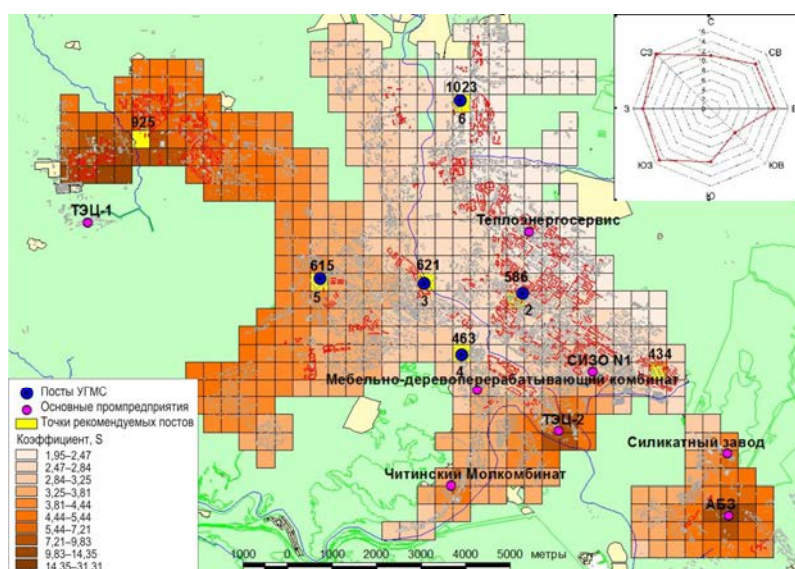 1023
6
925
ТЭЦ-1
Теплоэнергосервис
615
5
621
3
586
2
463
4
434
СИЗО N1
Мебельно-деревоперерабатывающий комбинат
ТЭЦ-2
Силикатный завод
Читинский Молкомбинат
АБЗ
С
СВ
В
ЮВ
Ю
ЮЗ
З
СЗ
Посты УГМС
Основные промпредприятия
Точки рекомендуемых постов
Коэффициент, S
1,95–2,47
2,47–2,84
2,84–3,25
3,25–3,81
3,81–4,44
4,44–5,44
5,44–7,21
7,21–9,83
9,83–14,35
14,35–31,31
1000 0 1000 2000 3000 4000 5000 метры